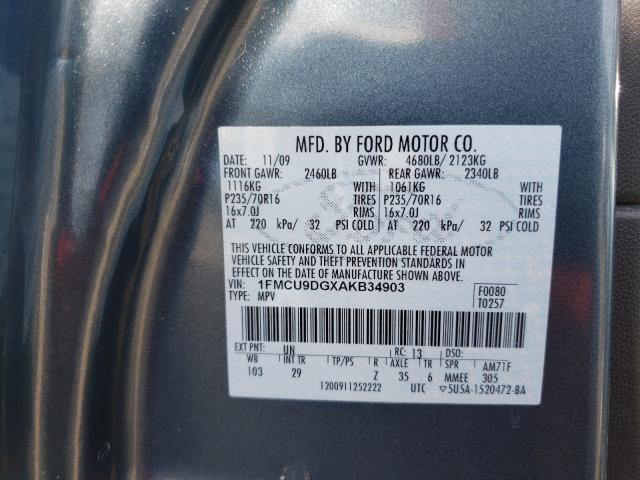 MFD. BY FORD MOTOR CO.
DATE: 11/09 GVWR: 4680LB/ 2123KG
FRONT GAWR: 2460LB REAR GAWR: 2340LB
1116KG WITH 1061KG WITH
P235/70R16 TIRES P235/70R16 TIRES
16x7.0J RIMS 16x7.0J RIMS
AT 220 kPa/ 32 PSI COLD AT 220 kPa/ 32 PSI COLD
THIS VEHICLE CONFORMS TO ALL APPLICABLE FEDERAL MOTOR
VEHICLE SAFETY AND THEFT PREVENTION STANDARDS IN
EFFECT ON THE DATE OF MANUFACTURE SHOWN ABOVE.
VIN: 1FMCU9DGXAKB34903 F0080
TYPE: MPV T0257
EXT PNT: UN RC: 13 DSO:
WB INT TR TP/PS R AXLE TR SPR AM71F
103 29 Z 35 6 MMEE 305
1200911252222 UTC ▽5U5A-1520472-BA